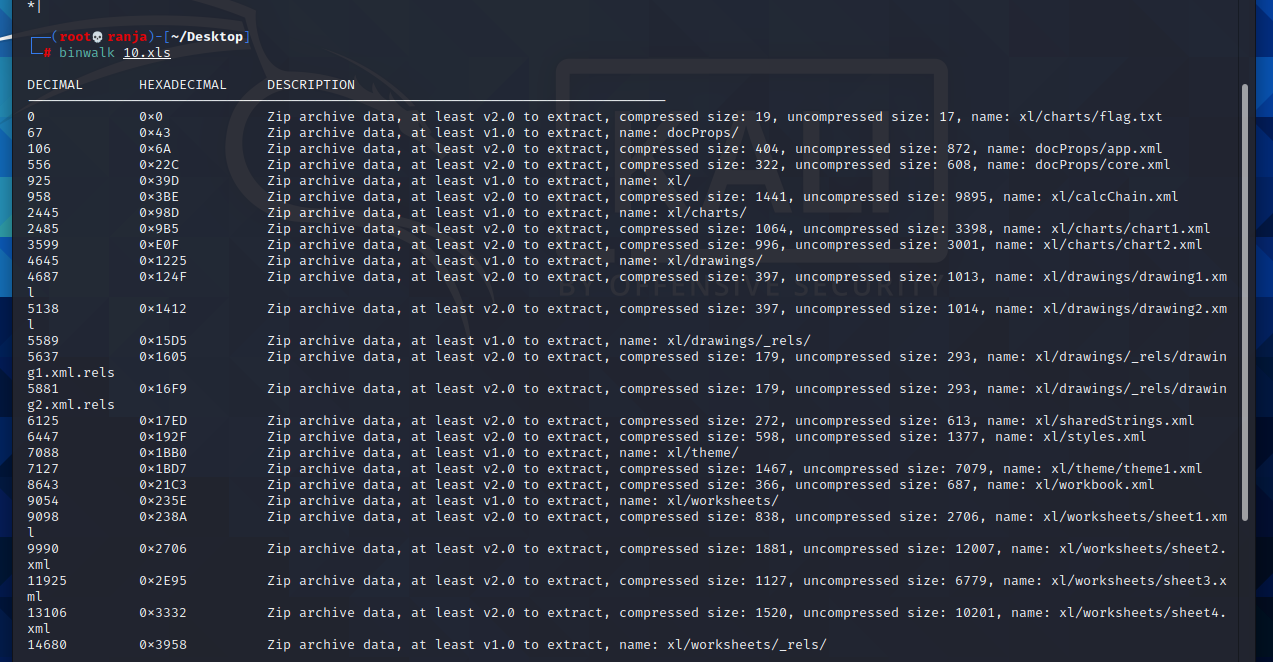 *|
(root💀ranja)-[~/Desktop]
# binwalk 10.xls
DECIMAL HEXADECIMAL DESCRIPTION
0 0×0 Zip archive data, at least v2.0 to extract, compressed size: 19, uncompressed size: 17, name: xl/charts/flag.txt
67 0×43 Zip archive data, at least v1.0 to extract, name: docProps/
106 0×6A Zip archive data, at least v2.0 to extract, compressed size: 404, uncompressed size: 872, name: docProps/app.xml
556 0×22C Zip archive data, at least v2.0 to extract, compressed size: 322, uncompressed size: 608, name: docProps/core.xml
925 0×39D Zip archive data, at least v1.0 to extract, name: xl/
958 0×3BE Zip archive data, at least v2.0 to extract, compressed size: 1441, uncompressed size: 9895, name: xl/calcChain.xml
2445 0×98D Zip archive data, at least v1.0 to extract, name: xl/charts/
2485 0×9B5 Zip archive data, at least v2.0 to extract, compressed size: 1064, uncompressed size: 3398, name: xl/charts/chart1.xml
3599 0×E0F Zip archive data, at least v2.0 to extract, compressed size: 996, uncompressed size: 3001, name: xl/charts/chart2.xml
4645 0×1225 Zip archive data, at least v1.0 to extract, name: xl/drawings/
4687 0×124F Zip archive data, at least v2.0 to extract, compressed size: 397, uncompressed size: 1013, name: xl/drawings/drawing1.xm
l
5138 0×1412 Zip archive data, at least v2.0 to extract, compressed size: 397, uncompressed size: 1014, name: xl/drawings/drawing2.xm
l
5589 0×15D5 Zip archive data, at least v1.0 to extract, name: xl/drawings/_rels/
5637 0×1605 Zip archive data, at least v2.0 to extract, compressed size: 179, uncompressed size: 293, name: xl/drawings/_rels/drawin
g1.xml.rels
5881 0×16F9 Zip archive data, at least v2.0 to extract, compressed size: 179, uncompressed size: 293, name: xl/drawings/_rels/drawin
g2.xml.rels
6125 0×17ED Zip archive data, at least v2.0 to extract, compressed size: 272, uncompressed size: 613, name: xl/sharedStrings.xml
6447 0×192F Zip archive data, at least v2.0 to extract, compressed size: 598, uncompressed size: 1377, name: xl/styles.xml
7088 0×1BB0 Zip archive data, at least v1.0 to extract, name: xl/theme/
7127 0×1BD7 Zip archive data, at least v2.0 to extract, compressed size: 1467, uncompressed size: 7079, name: xl/theme/theme1.xml
8643 0×21C3 Zip archive data, at least v2.0 to extract, compressed size: 366, uncompressed size: 687, name: xl/workbook.xml
9054 0×235E Zip archive data, at least v1.0 to extract, name: xl/worksheets/
9098 0×238A Zip archive data, at least v2.0 to extract, compressed size: 838, uncompressed size: 2706, name: xl/worksheets/sheet1.xm
l
9990 0×2706 Zip archive data, at least v2.0 to extract, compressed size: 1881, uncompressed size: 12007, name: xl/worksheets/sheet2.
xml
11925 0×2E95 Zip archive data, at least v2.0 to extract, compressed size: 1127, uncompressed size: 6779, name: xl/worksheets/sheet3.x
ml
13106 0×3332 Zip archive data, at least v2.0 to extract, compressed size: 1520, uncompressed size: 10201, name: xl/worksheets/sheet4.
xml
14680 0×3958 Zip archive data, at least v1.0 to extract, name: xl/worksheets/_rels/
KALI
BY OFFENSIVE SECURITY